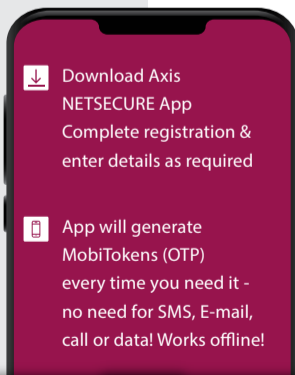 Download Axis
NETSECURE App
Complete registration &
enter details as required
App will generate
MobiTokens (OTP)
every time you need it -
no need for SMS, E-mail,
call or data! Works offline!